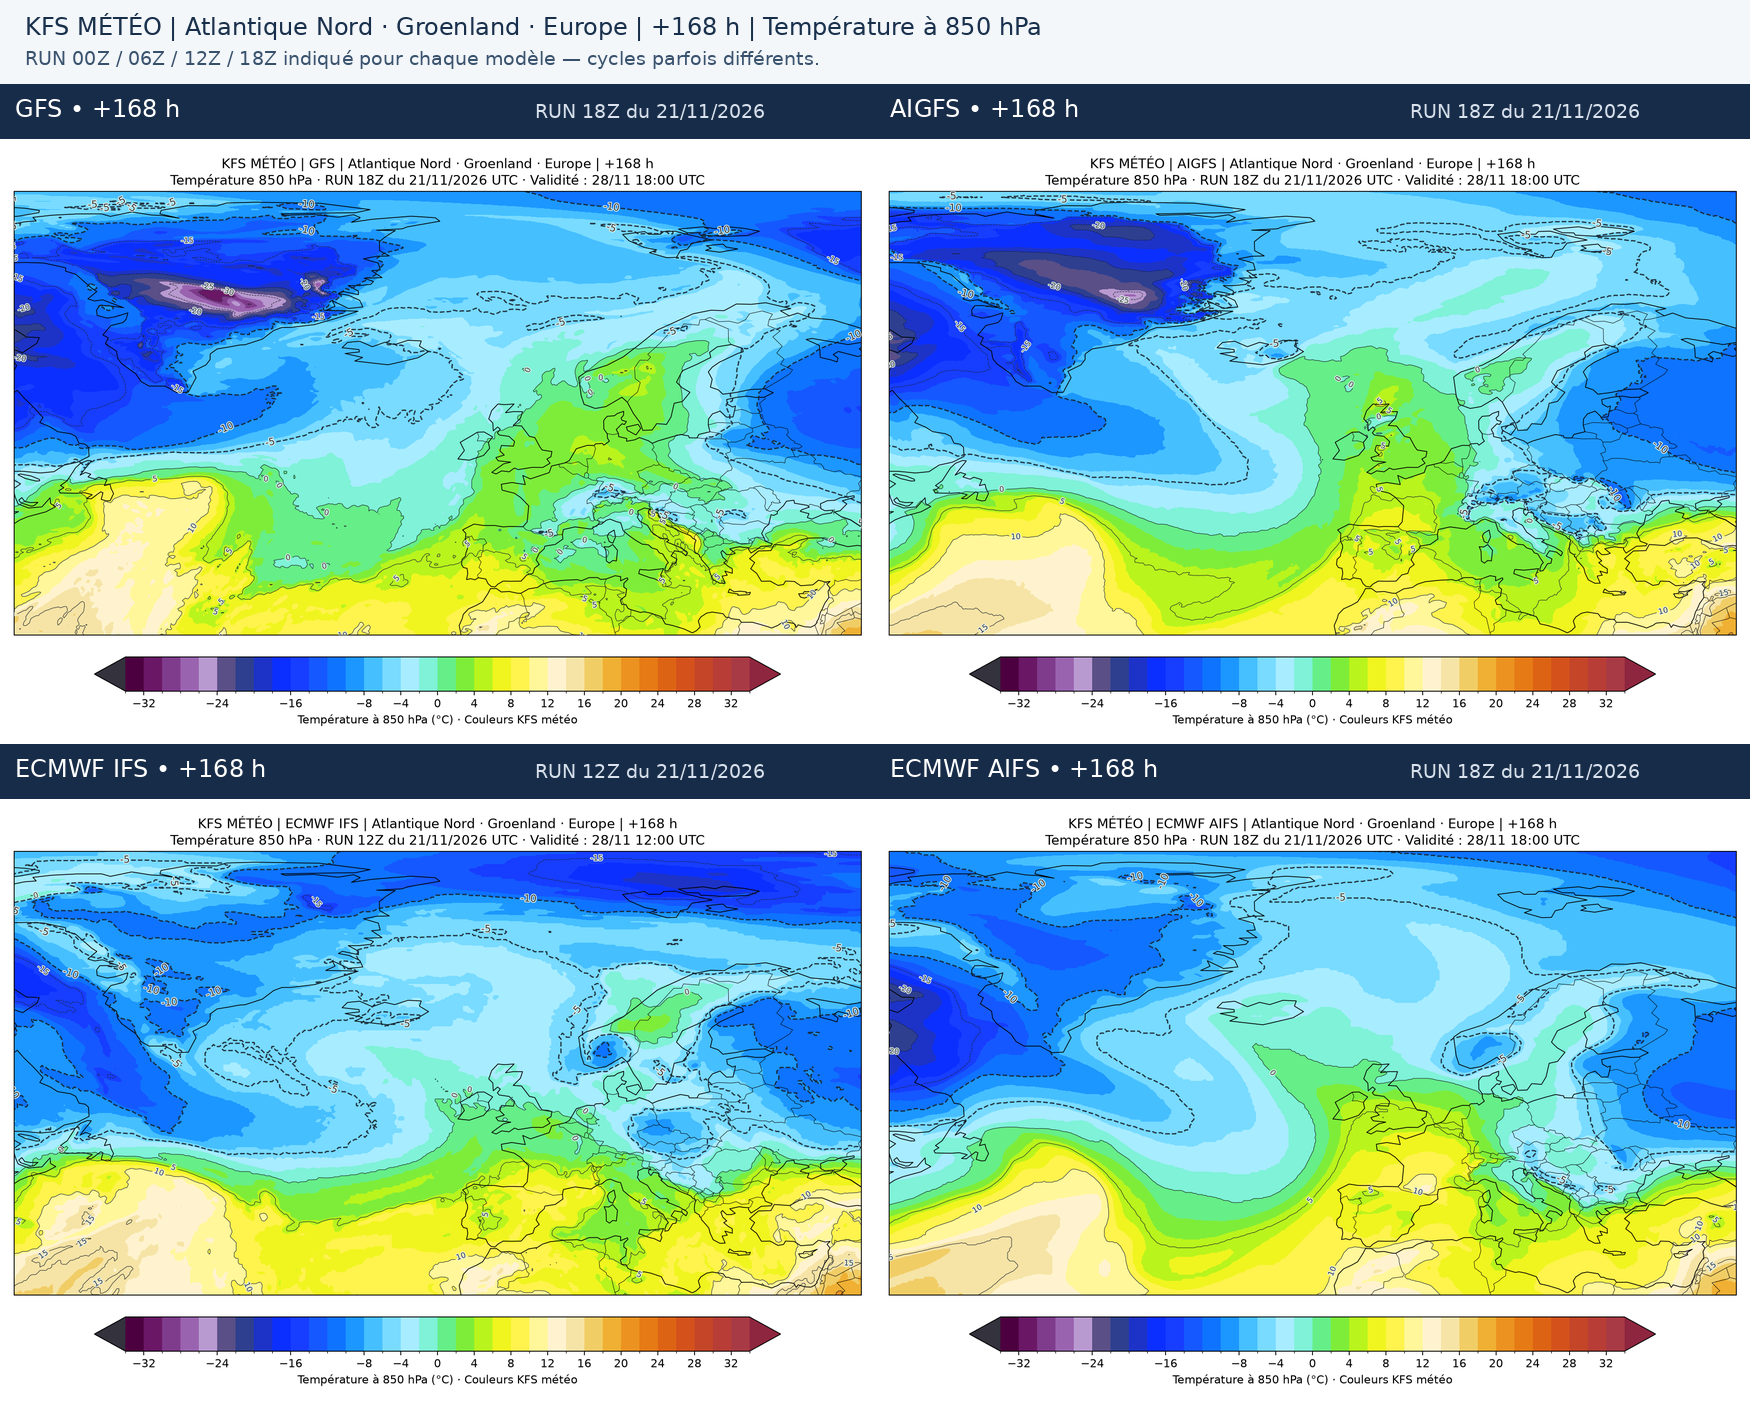 KFS MÉTÉO | Atlantique Nord · Groenland · Europe | +168 h | Température à 850 hPa
RUN 00Z / 06Z / 12Z / 18Z indiqué pour chaque modèle — cycles parfois différents.
GFS • +168 h
RUN 18Z du 21/11/2026
AIGFS • +168 h
RUN 18Z du 21/11/2026
KFS MÉTÉO | GFS | Atlantique Nord · Groenland · Europe | +168 h
Température 850 hPa · RUN 18Z du 21/11/2026 UTC · Validité : 28/11 18:00 UTC
KFS MÉTÉO | AIGFS | Atlantique Nord · Groenland · Europe | +168 h
Température 850 hPa · RUN 18Z du 21/11/2026 UTC · Validité : 28/11 18:00 UTC
−32 −24 −16 −8 −4 0 4 8 12 16 20 24 28 32
Température à 850 hPa (°C) · Couleurs KFS météo
−32 −24 −16 −8 −4 0 4 8 12 16 20 24 28 32
Température à 850 hPa (°C) · Couleurs KFS météo
ECMWF IFS • +168 h
RUN 12Z du 21/11/2026
ECMWF AIFS • +168 h
RUN 18Z du 21/11/2026
KFS MÉTÉO | ECMWF IFS | Atlantique Nord · Groenland · Europe | +168 h
Température 850 hPa · RUN 12Z du 21/11/2026 UTC · Validité : 28/11 12:00 UTC
KFS MÉTÉO | ECMWF AIFS | Atlantique Nord · Groenland · Europe | +168 h
Température 850 hPa · RUN 18Z du 21/11/2026 UTC · Validité : 28/11 18:00 UTC
−32 −24 −16 −8 −4 0 4 8 12 16 20 24 28 32
Température à 850 hPa (°C) · Couleurs KFS météo
−32 −24 −16 −8 −4 0 4 8 12 16 20 24 28 32
Température à 850 hPa (°C) · Couleurs KFS météo